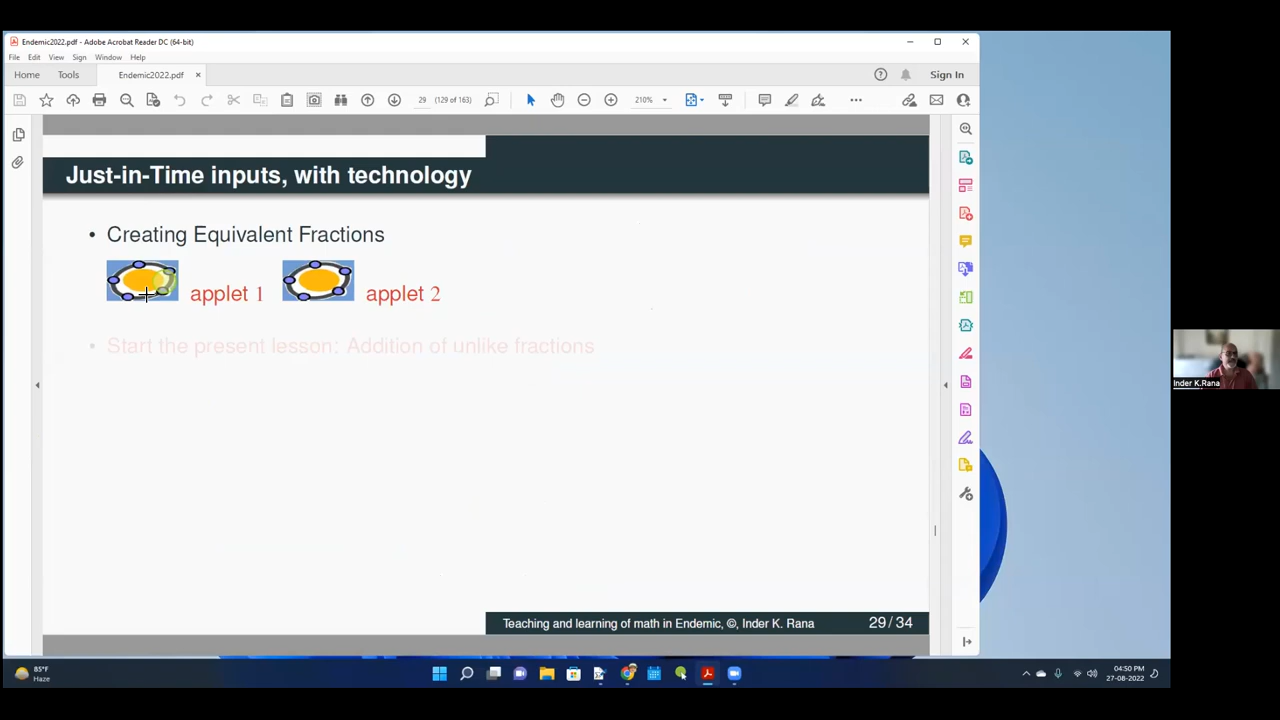 Endemic2022.pdf - Adobe Acrobat Reader DC (64-bit)
File Edit View Sign Window Help
Home Tools Endemic2022.pdf × Sign In
29 (129 of 163) 210%
Just-in-Time inputs, with technology
• Creating Equivalent Fractions
applet 1 applet 2
• Start the present lesson: Addition of unlike fractions
Inder K.Rana
Teaching and learning of math in Endemic, ©, Inder K. Rana 29 / 34
85°F
Haze
04:50 PM
27-08-2022